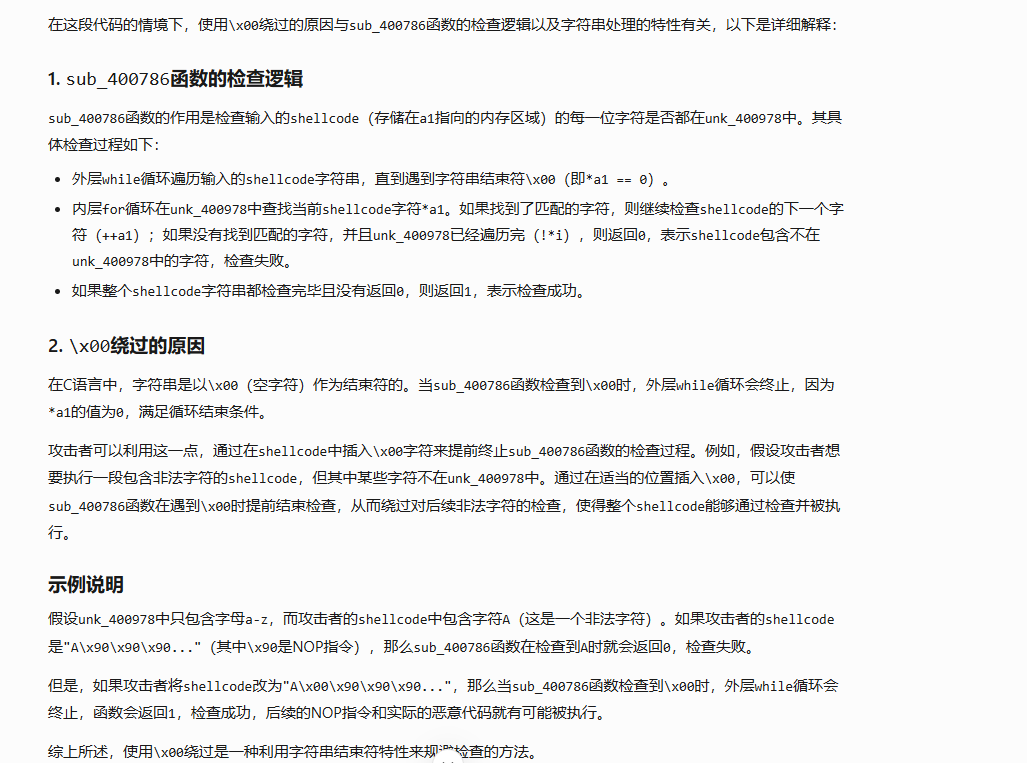 在这段代码的情境下，使用\x00绕过的原因与sub_400786函数的检查逻辑以及字符串处理的特性有关，以下是详细解释：
1. sub_400786函数的检查逻辑
sub_400786函数的作用是检查输入的shellcode（存储在a1指向的内存区域）的每一位字符是否都在unk_400978中。其具
体检查过程如下：
• 外层while循环遍历输入的shellcode字符串，直到遇到字符串结束符\x00（即*a1 == 0）。
• 内层for循环在unk_400978中查找当前shellcode字符*a1。如果找到了匹配的字符，则继续检查shellcode的下一个字
符（++a1）；如果没有找到匹配的字符，并且unk_400978已经遍历完（!*i），则返回0，表示shellcode包含不在
unk_400978中的字符，检查失败。
• 如果整个shellcode字符串都检查完毕且没有返回0，则返回1，表示检查成功。
2. \x00绕过的原因
在C语言中，字符串是以\x00（空字符）作为结束符的。当sub_400786函数检查到\x00时，外层while循环会终止，因为
*a1的值为0，满足循环结束条件。
攻击者可以利用这一点，通过在shellcode中插入\x00字符来提前终止sub_400786函数的检查过程。例如，假设攻击者想
要执行一段包含非法字符的shellcode，但其中某些字符不在unk_400978中。通过在适当的位置插入\x00，可以使
sub_400786函数在遇到\x00时提前结束检查，从而绕过对后续非法字符的检查，使得整个shellcode能够通过检查并被执
行。
示例说明
假设unk_400978中只包含字母a-z，而攻击者的shellcode中包含字符A（这是一个非法字符）。如果攻击者的shellcode
是"A\x90\x90\x90..."（其中\x90是NOP指令），那么sub_400786函数在检查到A时就会返回0，检查失败。
但是，如果攻击者将shellcode改为"A\x00\x90\x90\x90..."，那么当sub_400786函数检查到\x00时，外层while循环会
终止，函数会返回1，检查成功，后续的NOP指令和实际的恶意代码就有可能被执行。
综上所述，使用\x00绕过是一种利用字符串结束符特性来规避检查的方法。